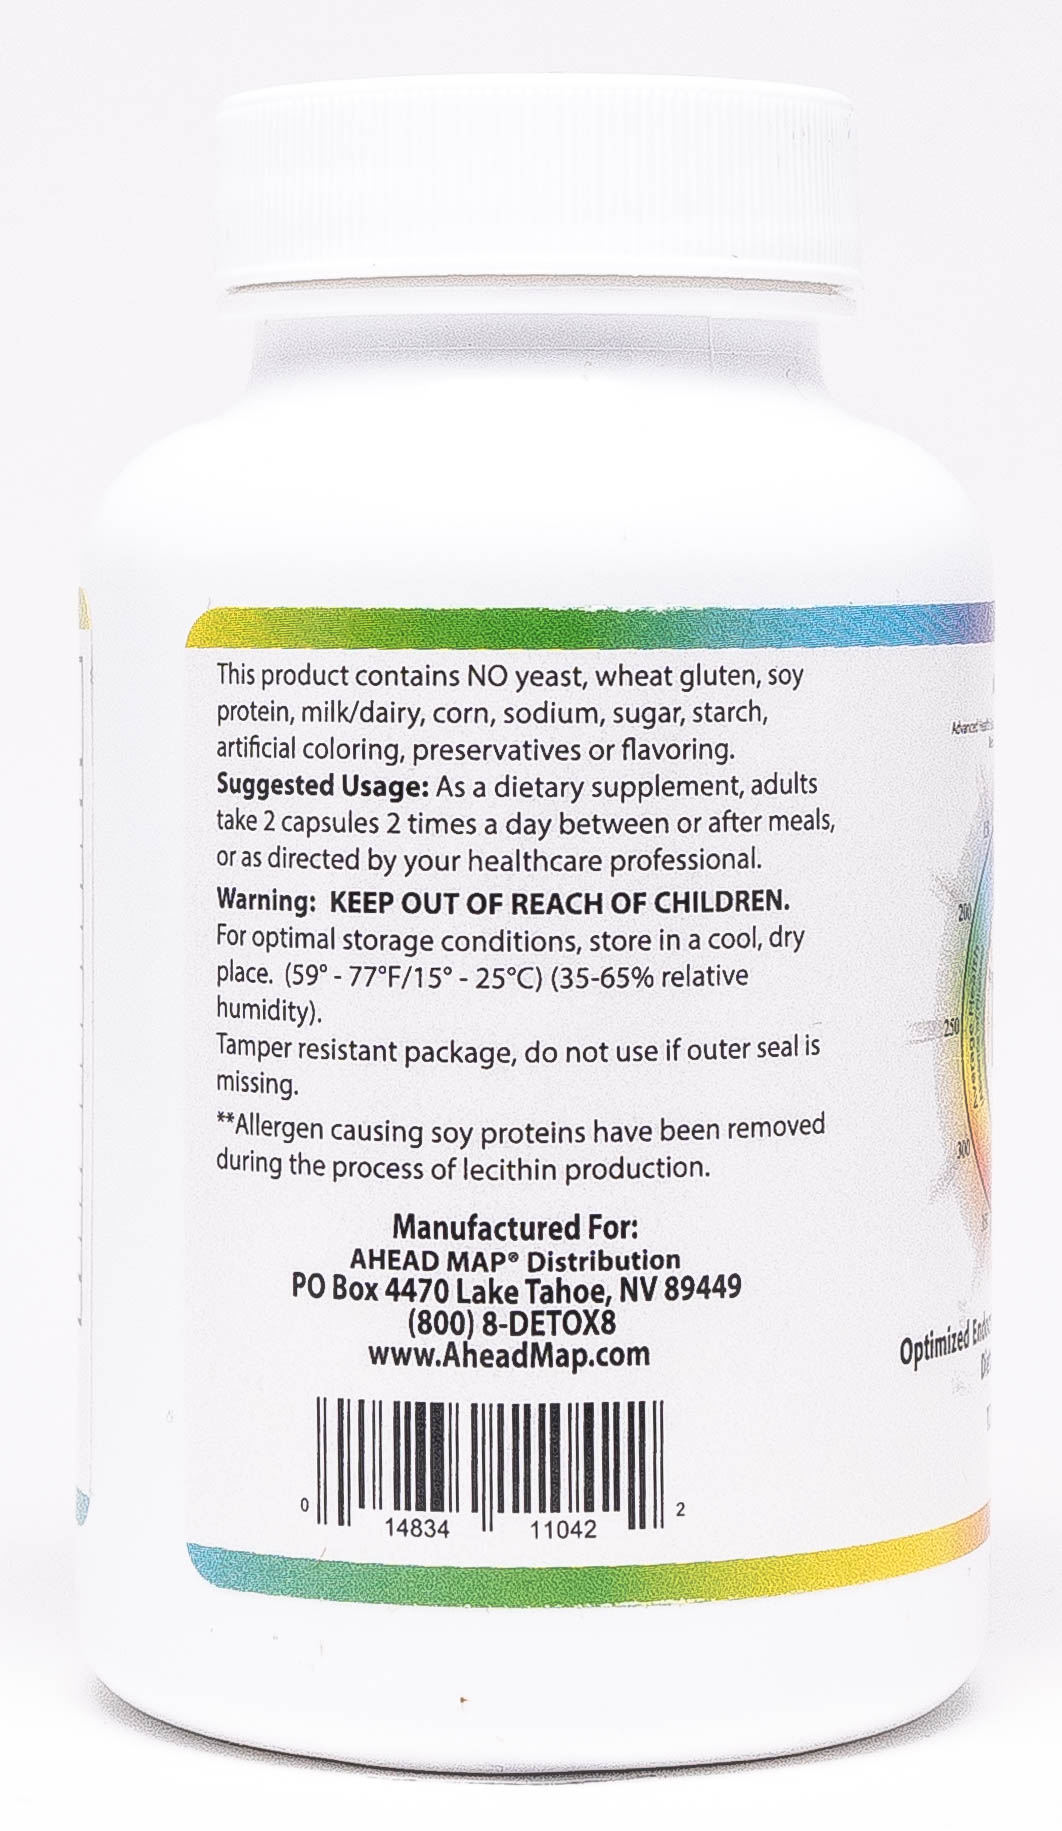 This product contains NO yeast, wheat gluten, soy
protein, milk/dairy, corn, sodium, sugar, starch,
artificial coloring, preservatives or flavoring.
Suggested Usage: As a dietary supplement, adults
take 2 capsules 2 times a day between or after meals,
or as directed by your healthcare professional.
Warning: KEEP OUT OF REACH OF CHILDREN.
For optimal storage conditions, store in a cool, dry
place. (59° - 77°F/15° - 25°C) (35-65% relative
humidity).
Tamper resistant package, do not use if outer seal is
missing.
**Allergen causing soy proteins have been removed
during the process of lecithin production.
Manufactured For:
AHEAD MAP® Distribution
PO Box 4470 Lake Tahoe, NV 89449
(800) 8-DETOX8
www.AheadMap.com
0 14834 11042 2
Advanced
200
250
300
Optimized